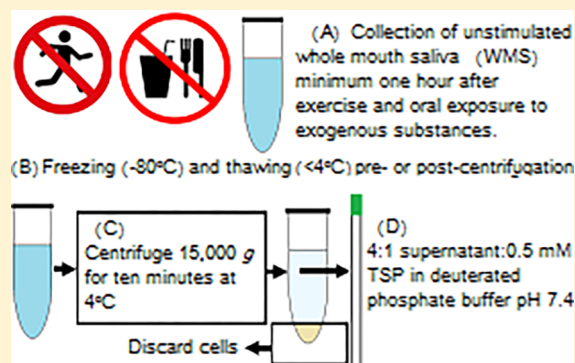 (A) Collection of unstimulated
whole mouth saliva (WMS)
minimum one hour after
exercise and oral exposure to
exogenous substances.
(B) Freezing (-80ºC) and thawing (<4ºC) pre- or post-centrifugation
(C)
Centrifuge 15,000 g
for ten minutes at
4ºC
Discard cells
(D)
4:1 supernatant:0.5 mM
TSP in deuterated
phosphate buffer pH 7.4